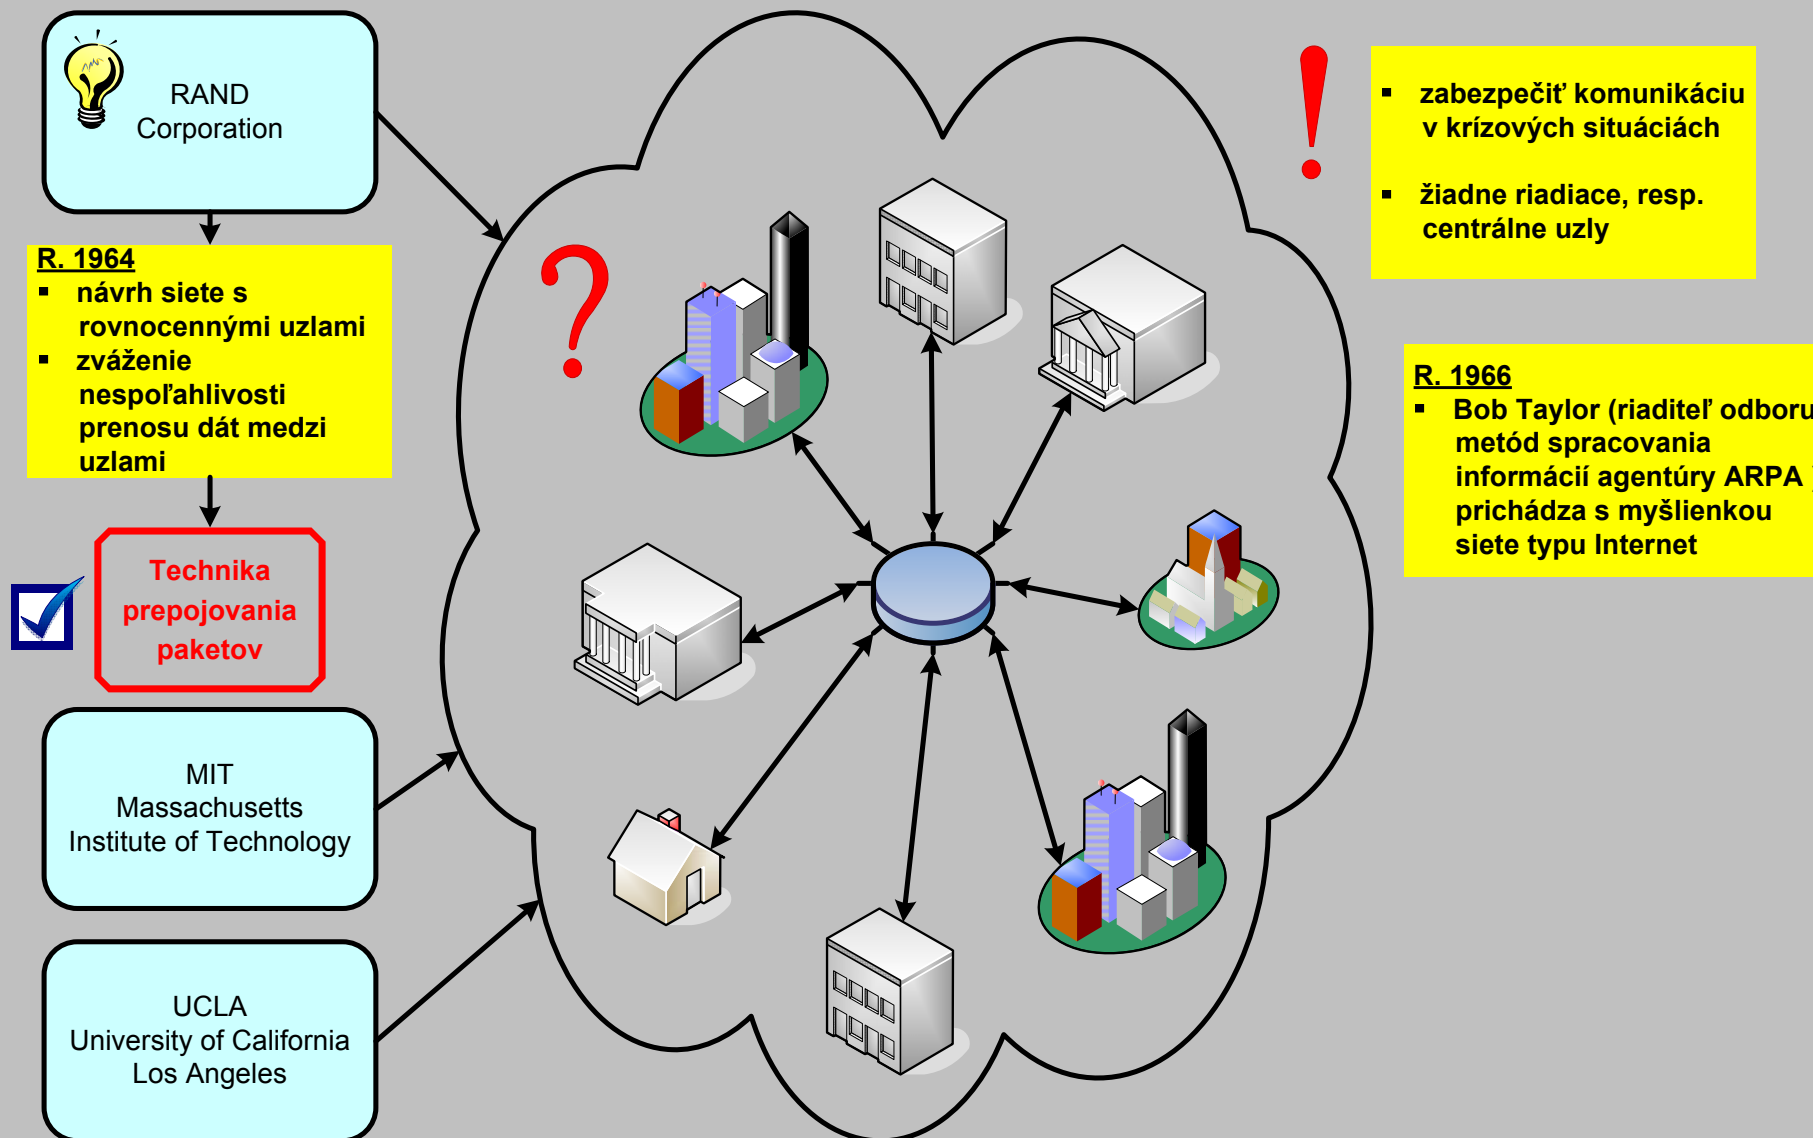 RAND
Corporation
R. 1964
▪ návrh siete s
rovnocennými uzlami
▪ zváženie
nespoľahlivosti
prenosu dát medzi
uzlami
Technika
prepojovania
paketov
MIT
Massachusetts
Institute of Technology
UCLA
University of California
Los Angeles
?
!
▪ zabezpečiť komunikáciu
v krízových situáciách
▪ žiadne riadiace, resp.
centrálne uzly
R. 1966
▪ Bob Taylor (riaditeľ odboru
metód spracovania
informácií agentúry ARPA )
prichádza s myšlienkou
siete typu Internet